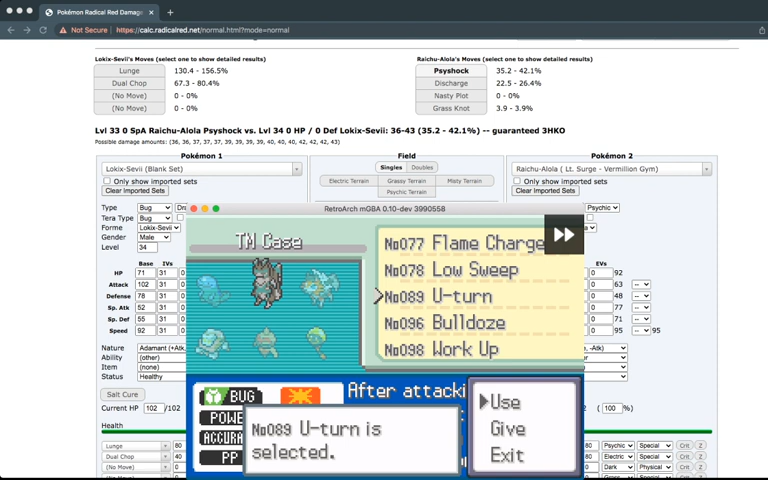 Pokémon Radical Red Damag
Not Secure
https://calc.radicalred.net/normal.html?mode=normal
Lokix-Sevii's Moves (select one to show detailed results)
Lunge 130.4 - 156.5%
Dual Chop 67.3 - 80.4%
(No Move) 0 - 0%
(No Move) 0 - 0%
Raichu-Alola's Moves (select one to show detailed results)
Psyshock 35.2 - 42.1%
Discharge 22.5 - 26.4%
Nasty Plot 0 - 0%
Grass Knot 3.9 - 3.9%
Lvl 33 0 SpA Raichu-Alola Psyshock vs. Lvl 34 0 HP / 0 Def Lokix-Sevii: 36-43 (35.2 - 42.1%) -- guaranteed 3HKO
Possible damage amounts: (36, 36, 37, 37, 37, 39, 39, 39, 39, 40, 40, 40, 42, 42, 42, 43)
Pokémon 1
Lokix-Sevii (Blank Set)
Only show imported sets
Clear Imported Sets
Field
Singles Doubles
Electric Terrain Grassy Terrain Misty Terrain
Psychic Terrain
Pokémon 2
Raichu-Alola ( Lt. Surge - Vermilion Gym)
Only show imported sets
Clear Imported Sets
Type Bug
Psychic
Tera Type Bug
Forme Lokix-Sevii
Gender Male
Level 34
Base IVs
HP 71 31
Attack 102 31
Defense 78 31
Sp. Atk 52 31
Sp. Def 55 31
Speed 92 31
EVs
92
63 --
48 --
77 --
71 --
95 -- 95
Nature Adamant (+Atk,
-Atk)
Ability (other)
Item (none)
Status Healthy
Salt Cure
Current HP 102 /102
( 100 %)
Health
Lunge 80
Dual Chop 40
(No Move) 0
80 Psychic Special Crit Z
80 Electric Special Crit Z
0 Dark Physical Crit Z
RetroArch mGBA 0.10-dev 3990558
TM Case
No077 Flame Charge
No078 Low Sweep
No089 U-turn
No096 Bulldoze
No098 Work Up
BUG
POWE
ACCURA
PP
After attacki
No089 U-turn is
selected.
Use
Give
Exit